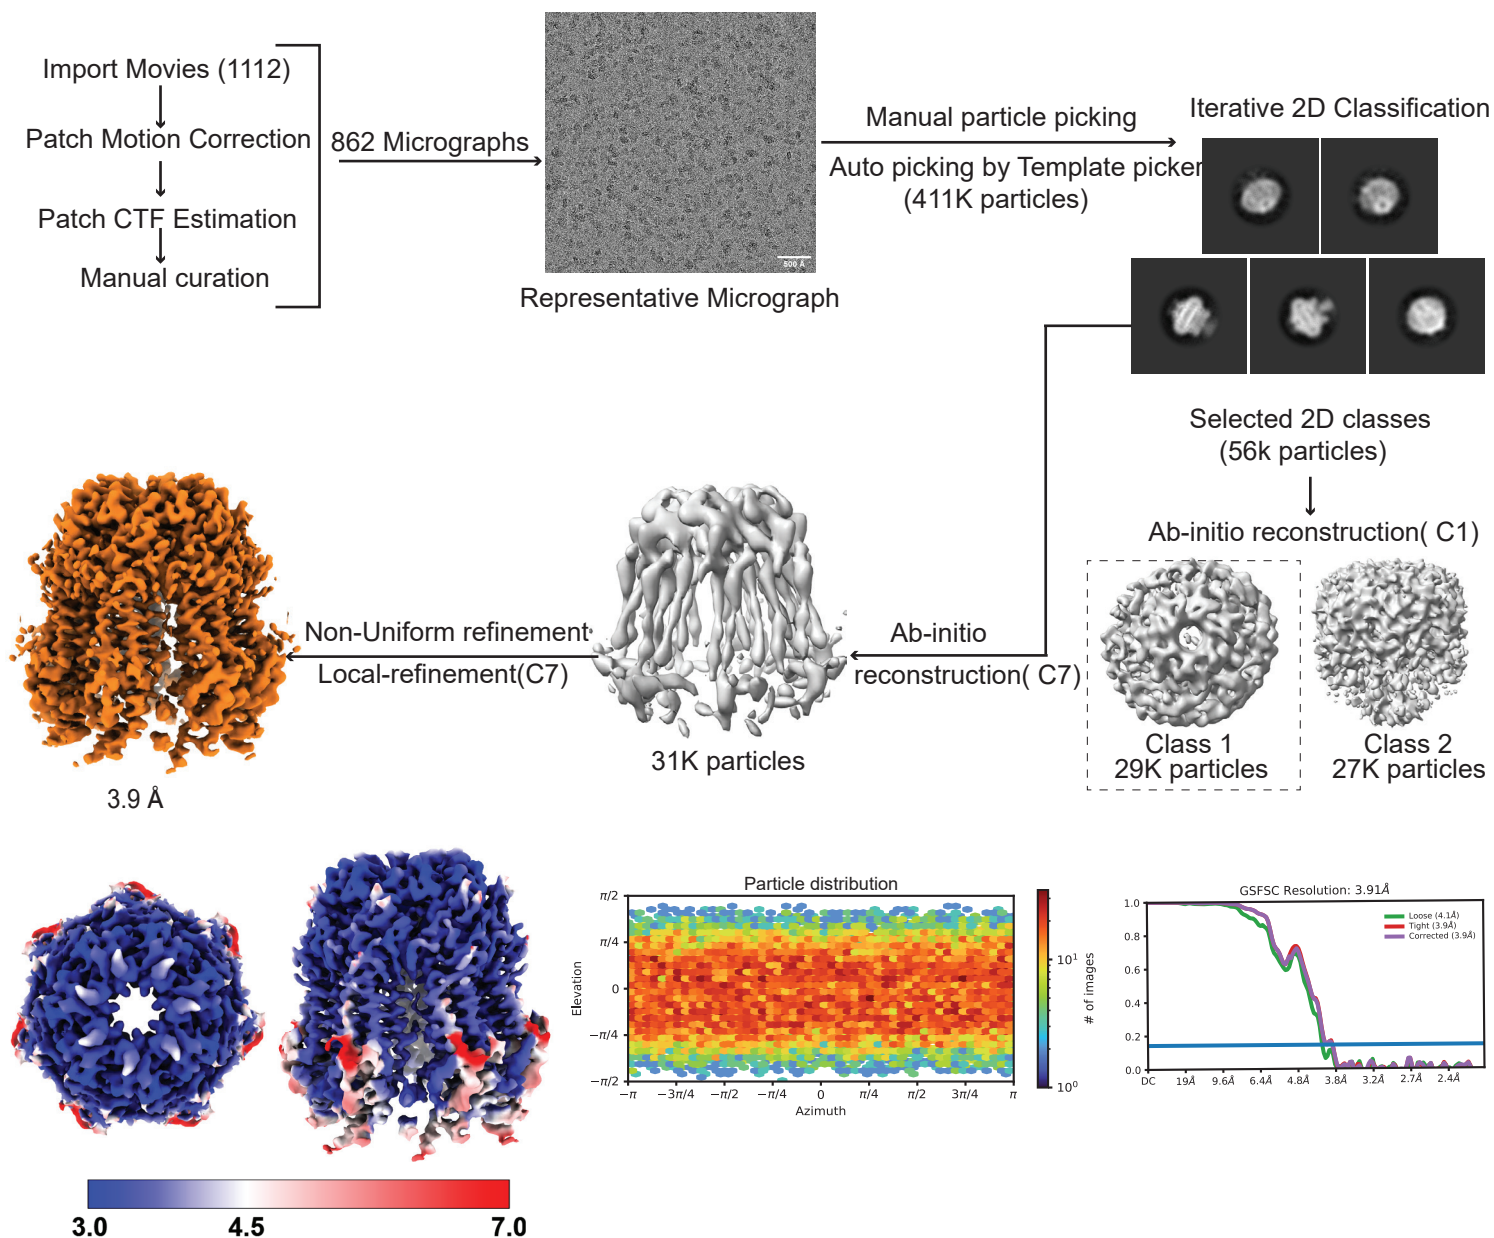 Import Movies (1112)
Patch Motion Correction
Patch CTF Estimation
Manual curation
862 Micrographs
500 Å
Representative Micrograph
Manual particle picking
Auto picking by Template picker
(411K particles)
Iterative 2D Classification
Selected 2D classes
(56k particles)
Ab-initio reconstruction( C1)
Class 1
29K particles
Class 2
27K particles
Ab-initio
reconstruction( C7)
31K particles
Non-Uniform refinement
Local-refinement(C7)
3.9 Å
3.0
4.5
7.0
Particle distribution
π/2
π/4
0
−π/4
−π/2
Elevation
−π
−3π/4
−π/2
−π/4
0
π/4
π/2
3π/4
π
Azimuth
10¹
10⁰
# of images
GSFSC Resolution: 3.91Å
1.0
0.8
0.6
0.4
0.2
0.0
Loose (4.1Å)
Tight (3.9Å)
Corrected (3.9Å)
DC
19Å
9.6Å
6.4Å
4.8Å
3.8Å
3.2Å
2.7Å
2.4Å